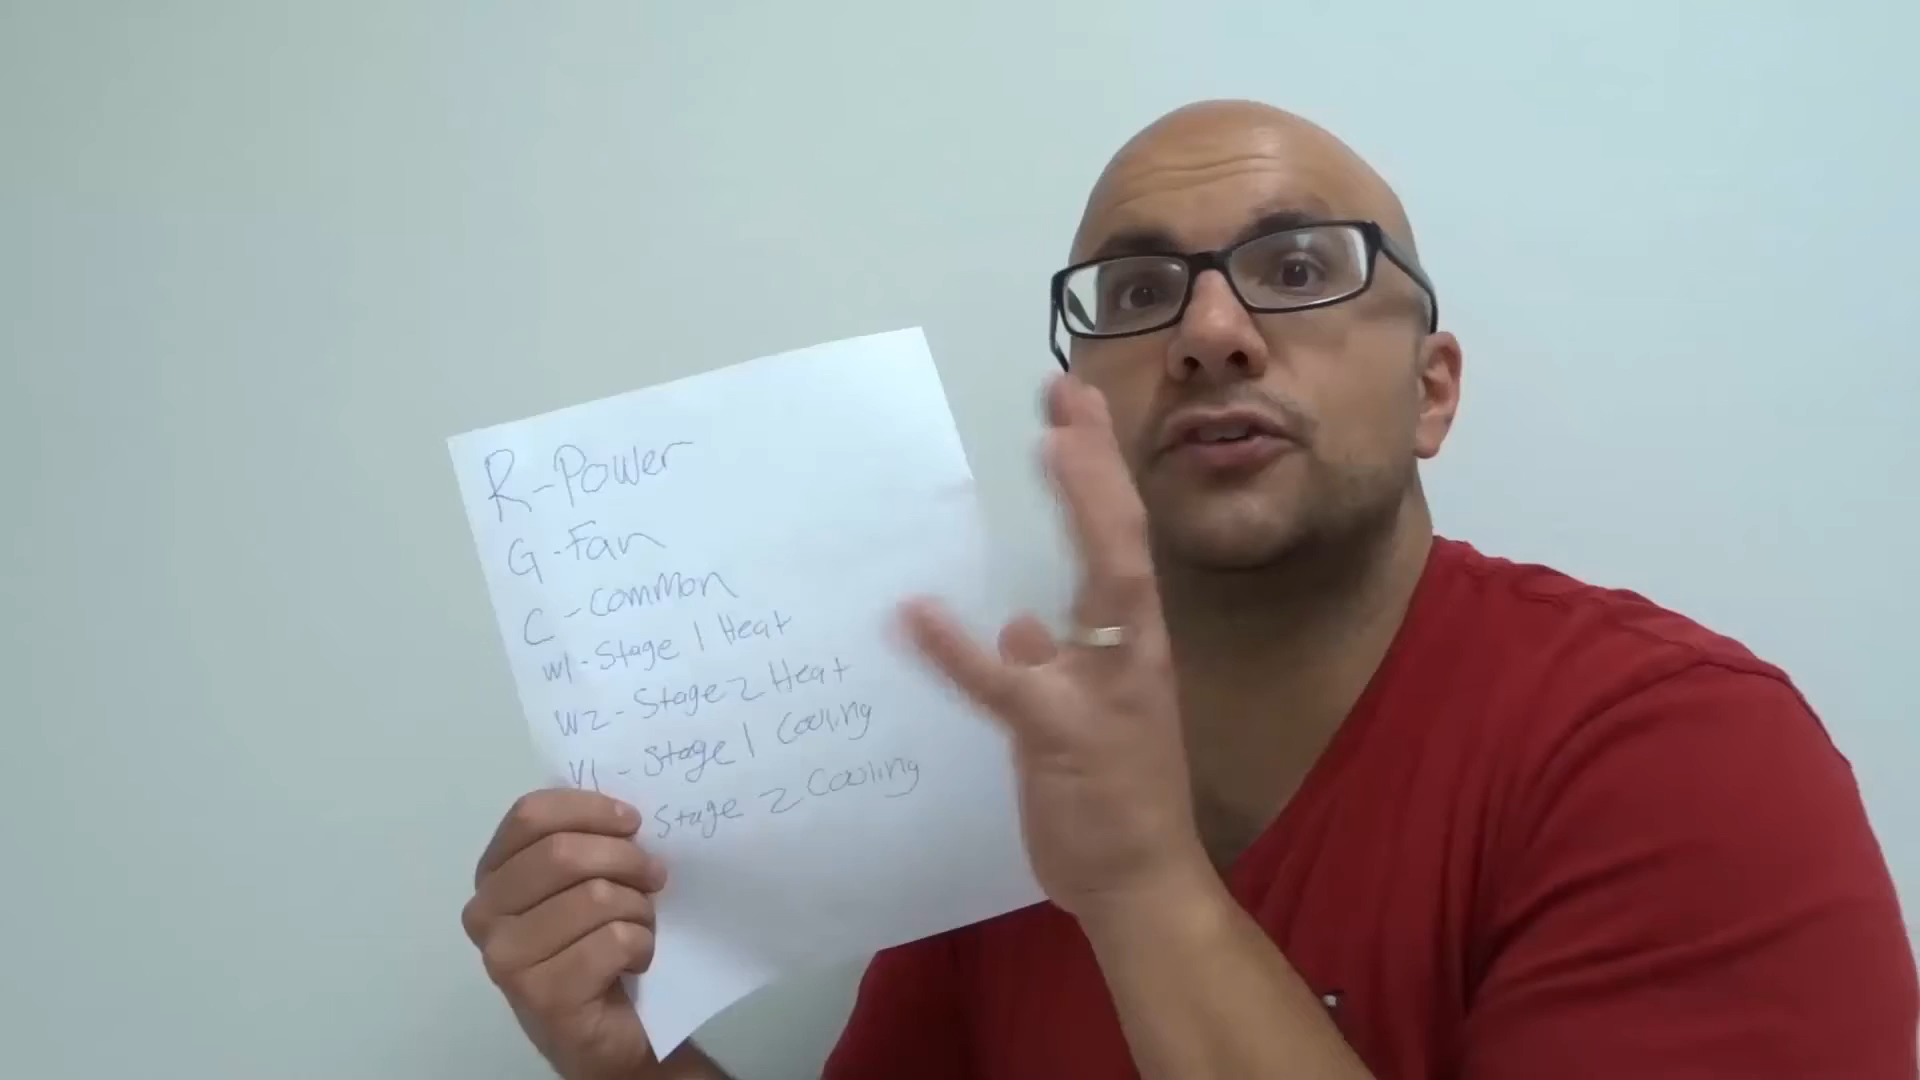 R-Power
G-Fan
C-Common
W1-Stage 1 Heat
W2-Stage 2 Heat
Y1-Stage 1 Cooling
Stage 2 Cooling